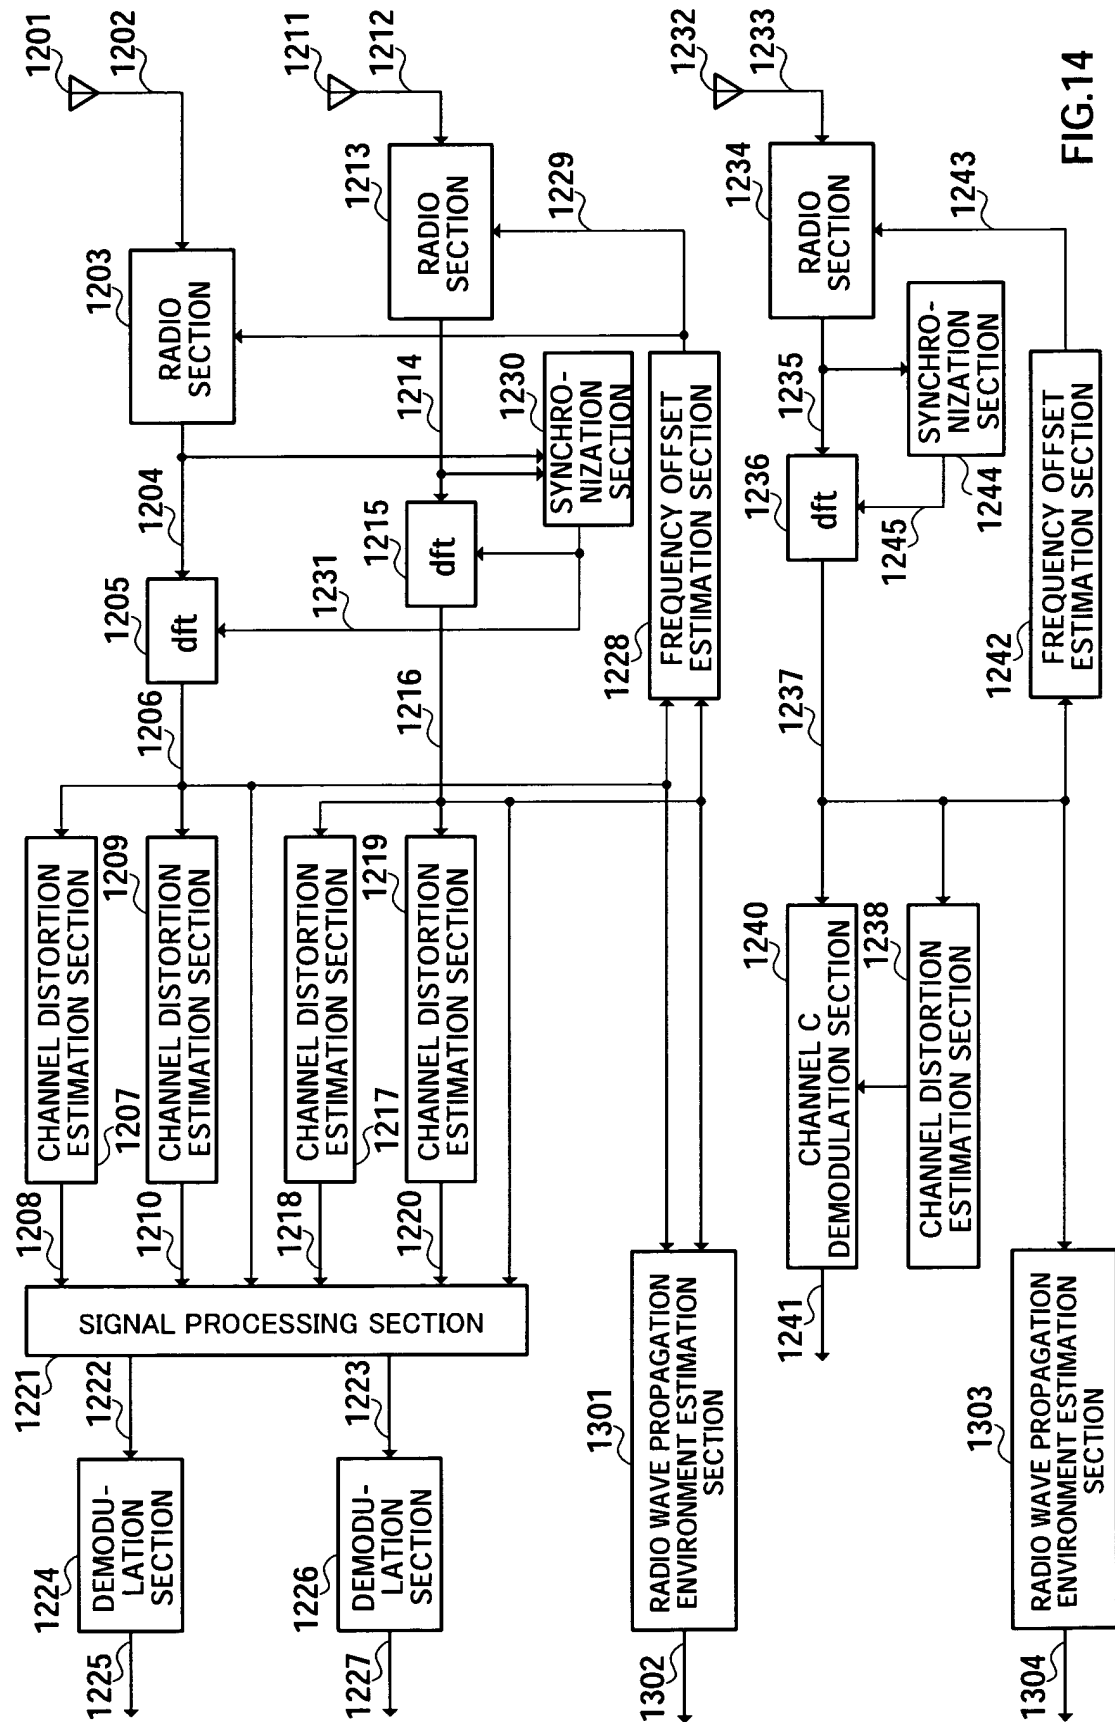 1201
1202
1203
RADIO
SECTION
1204
1205
dft
1206
CHANNEL DISTORTION
ESTIMATION SECTION
1207
1208
1209
CHANNEL DISTORTION
ESTIMATION SECTION
1210
1211
1212
1213
RADIO
SECTION
1214
1215
dft
1216
CHANNEL DISTORTION
ESTIMATION SECTION
1217
1218
1219
CHANNEL DISTORTION
ESTIMATION SECTION
1220
SIGNAL PROCESSING SECTION
1221
1222
1223
1224
DEMODU-
LATION
SECTION
1225
1226
DEMODU-
LATION
SECTION
1227
1228
FREQUENCY OFFSET
ESTIMATION SECTION
1229
1230
SYNCHRO-
NIZATION
SECTION
1231
1301
RADIO WAVE PROPAGATION
ENVIRONMENT ESTIMATION
SECTION
1302
1232
1233
1234
RADIO
SECTION
1235
1236
dft
1237
1238
CHANNEL DISTORTION
ESTIMATION SECTION
1240
CHANNEL C
DEMODULATION SECTION
1241
1242
FREQUENCY OFFSET
ESTIMATION SECTION
1243
SYNCHRO-
NIZATION
SECTION
1244
1245
1303
RADIO WAVE PROPAGATION
ENVIRONMENT ESTIMATION
SECTION
1304
FIG.14